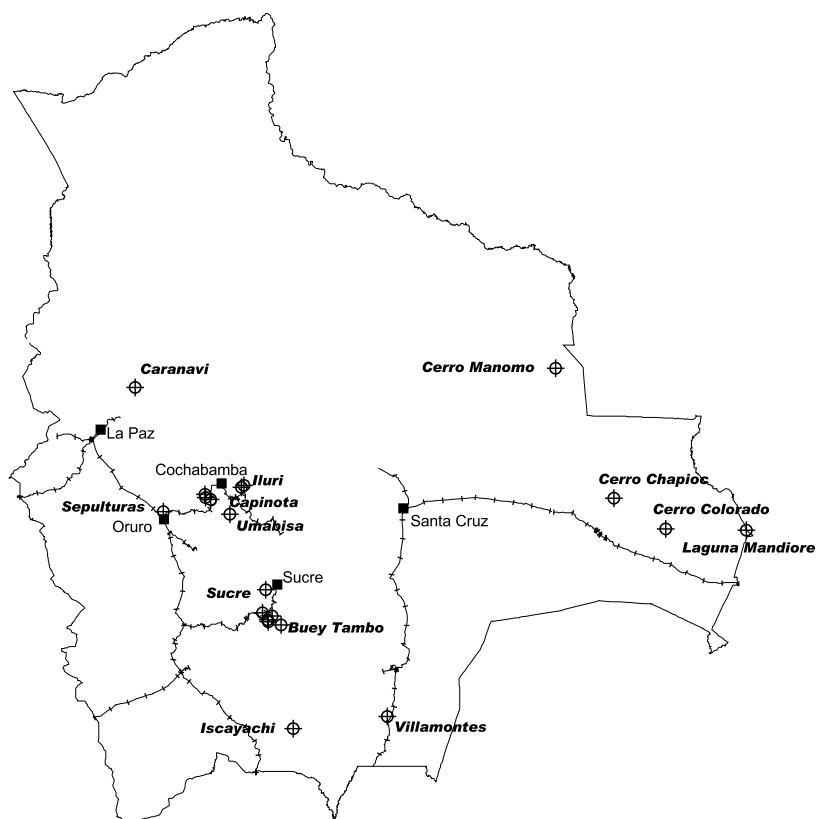 Caranavi
Cerro Manomo
La Paz
Cochabamba
Iluri
Cerro Chapioc
Sepulturas
Capinota
Cerro Colorado
Oruro
Umabisa
Santa Cruz
Laguna Mandiore
Sucre
Sucre
Buey Tambo
Iscayachi
Villamontes